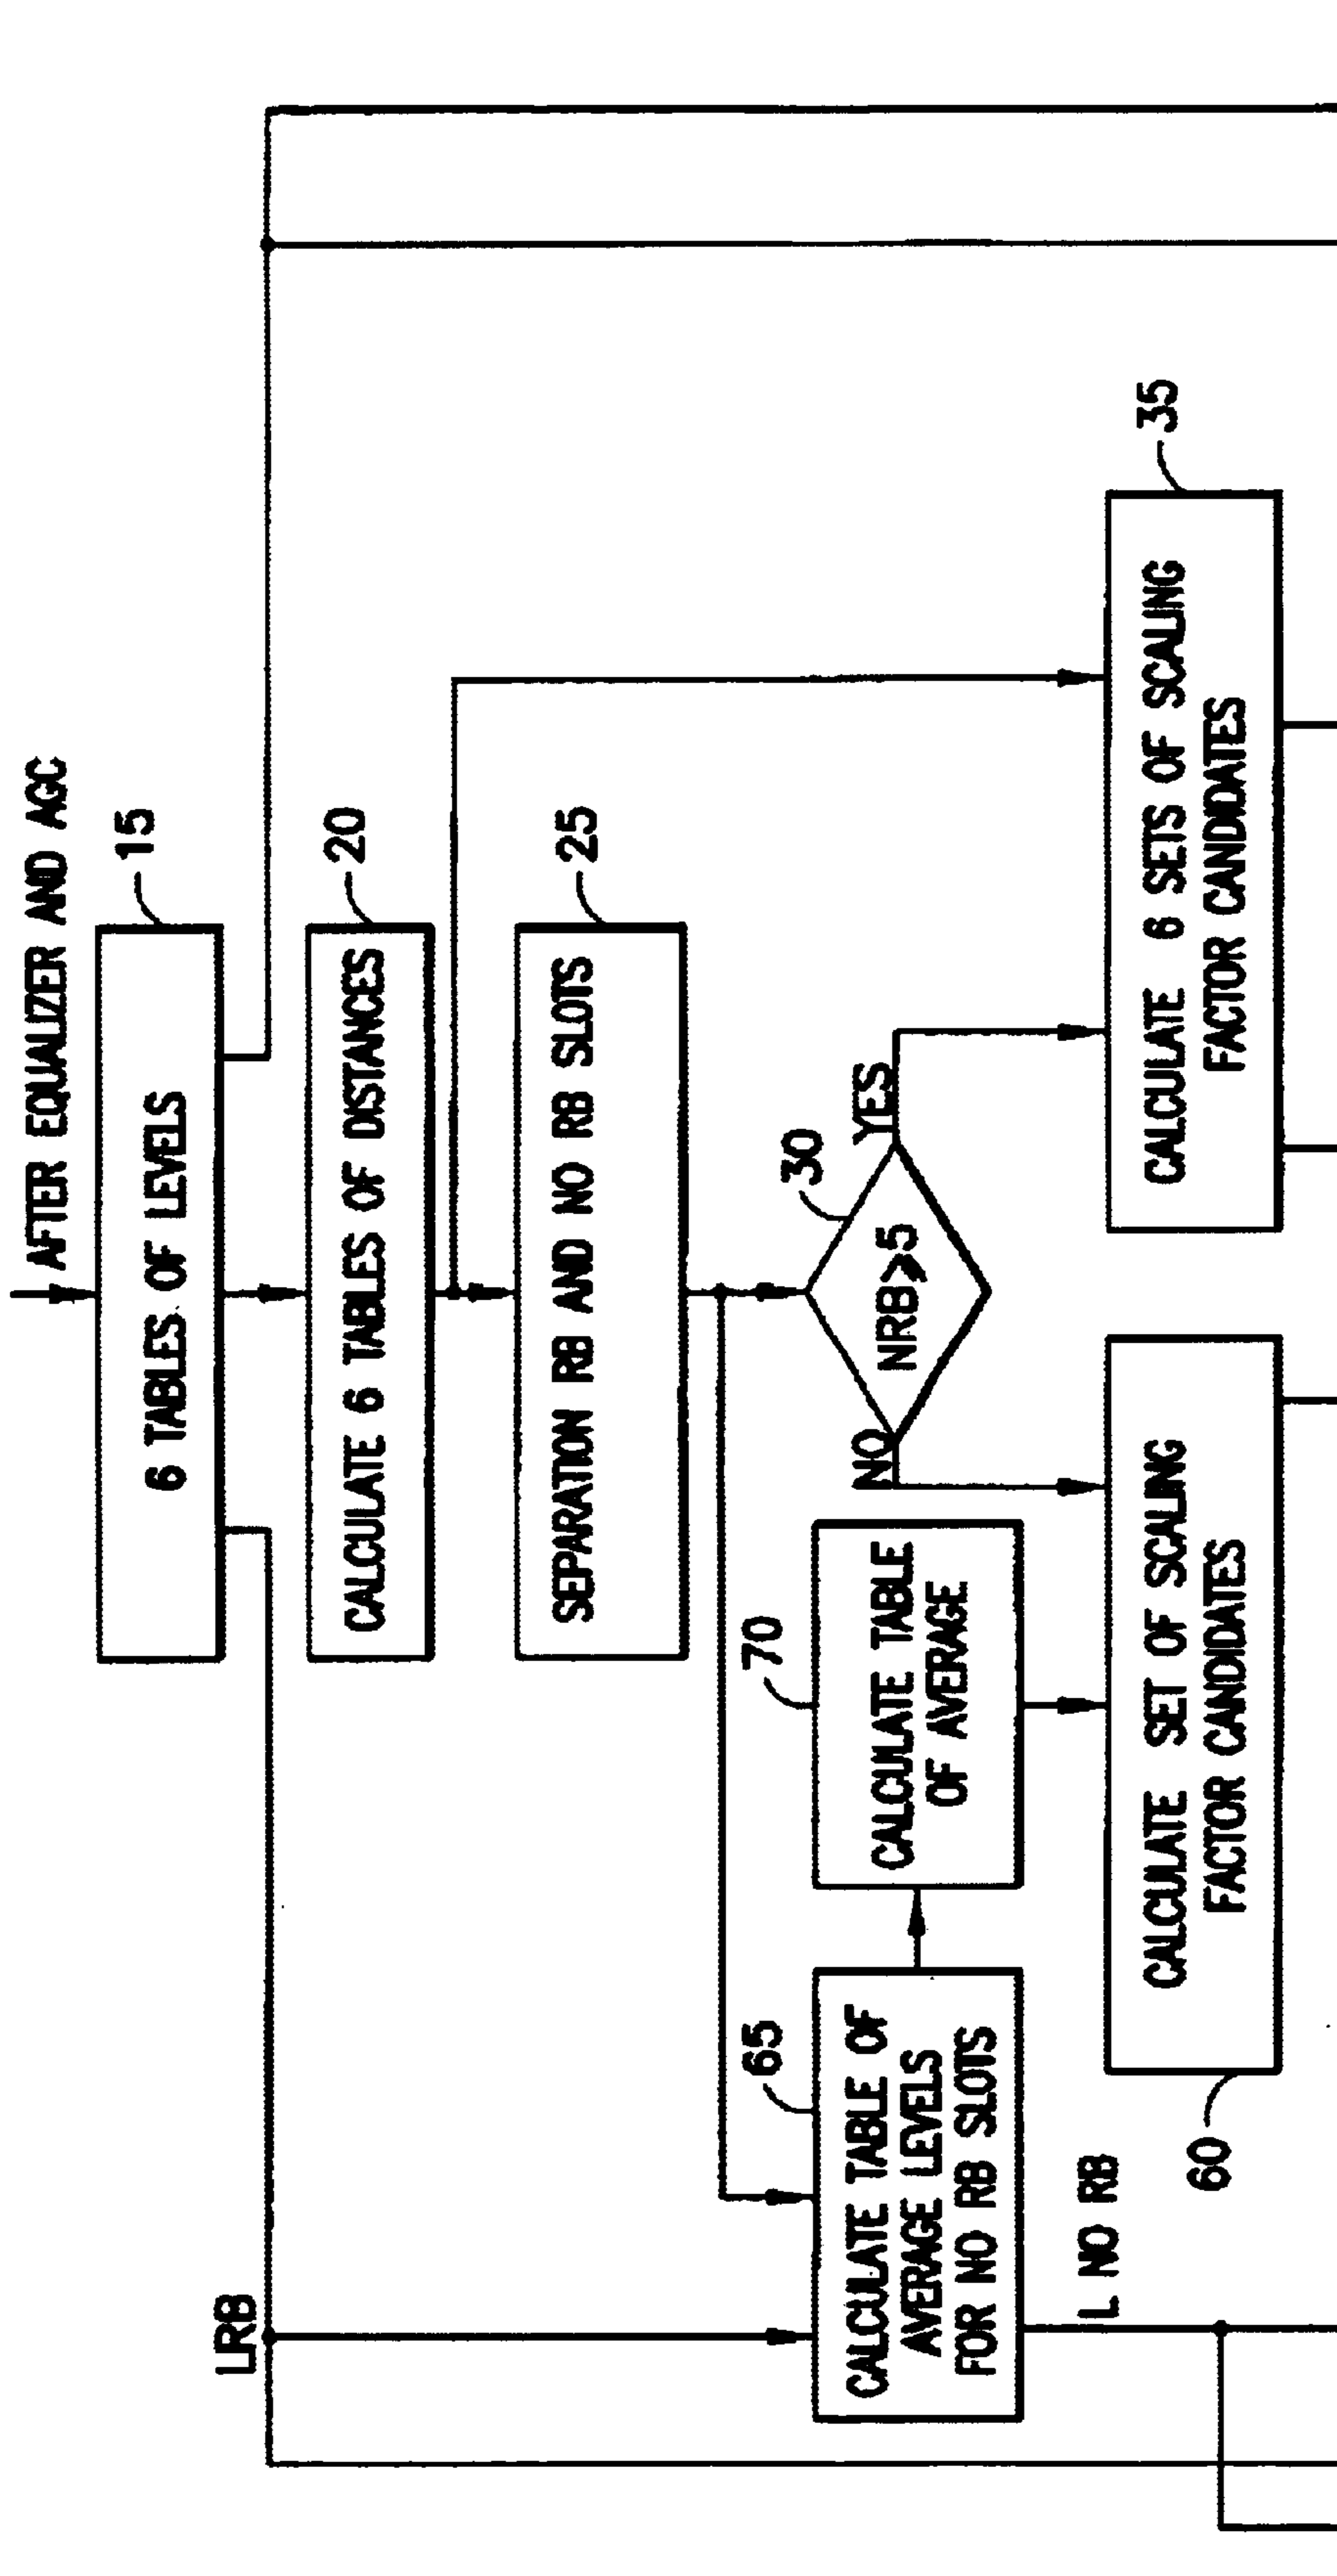 AFTER EQUALIZER AND AGC
15
6 TABLES OF LEVELS
LRB
20
CALCULATE 6 TABLES OF DISTANCES
25
SEPARATION RB AND NO RB SLOTS
30
NRB⩾5
NO
YES
65
CALCULATE TABLE OF
AVERAGE LEVELS
FOR NO RB SLOTS
70
CALCULATE TABLE
OF AVERAGE
L NO RB
60
CALCULATE SET OF SCALING
FACTOR CANDIDATES
35
CALCULATE 6 SETS OF SCALING
FACTOR CANDIDATES